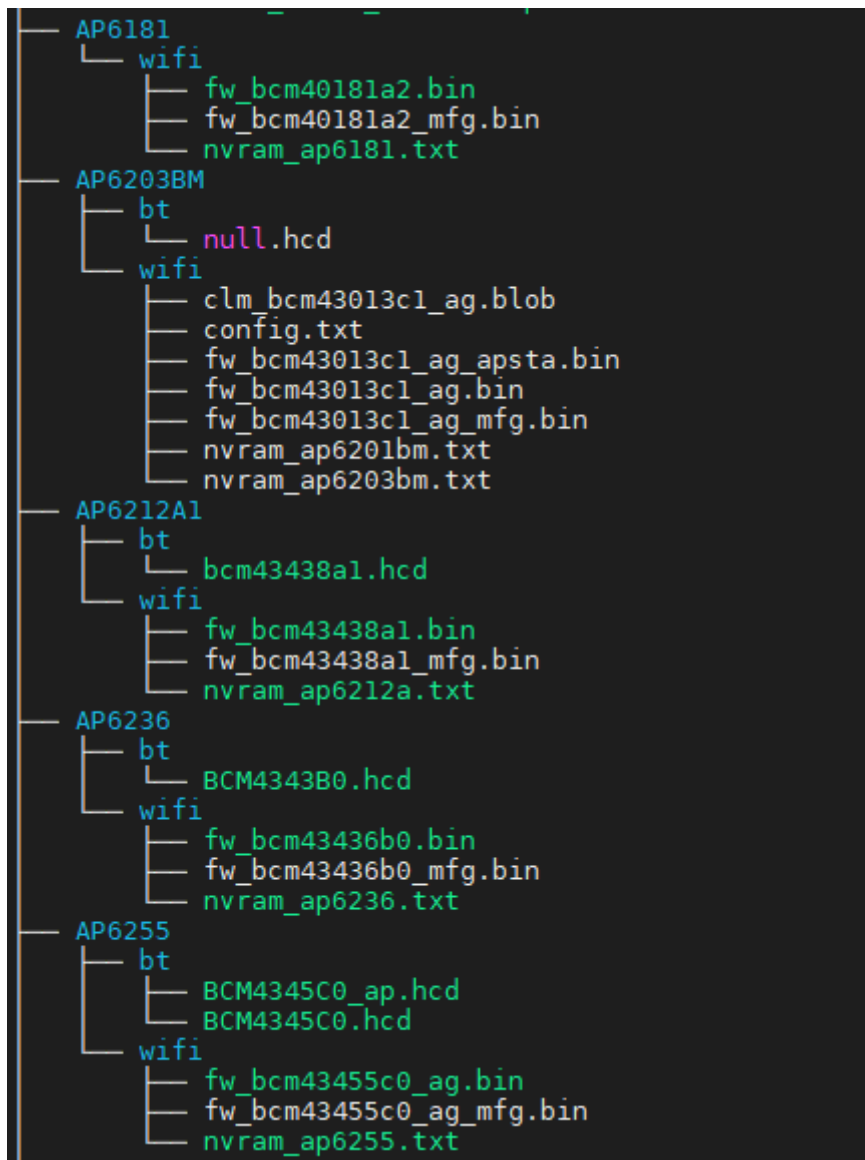 AP6181
wifi
fw_bcm40181a2.bin
fw_bcm40181a2_mfg.bin
nvram_ap6181.txt
AP6203BM
bt
null.hcd
wifi
clm_bcm43013c1_ag.blob
config.txt
fw_bcm43013c1_ag_apsta.bin
fw_bcm43013c1_ag.bin
fw_bcm43013c1_ag_mfg.bin
nvram_ap6201bm.txt
nvram_ap6203bm.txt
AP6212A1
bt
bcm43438a1.hcd
wifi
fw_bcm43438a1.bin
fw_bcm43438a1_mfg.bin
nvram_ap6212a.txt
AP6236
bt
BCM4343B0.hcd
wifi
fw_bcm43436b0.bin
fw_bcm43436b0_mfg.bin
nvram_ap6236.txt
AP6255
bt
BCM4345C0_ap.hcd
BCM4345C0.hcd
wifi
fw_bcm43455c0_ag.bin
fw_bcm43455c0_ag_mfg.bin
nvram_ap6255.txt